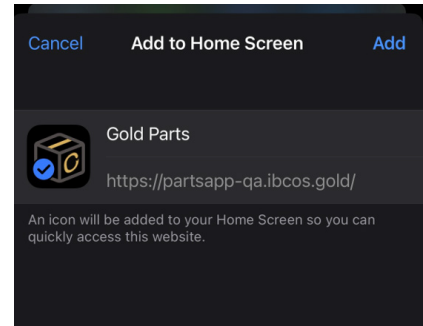 Cancel Add to Home Screen Add
C
Gold Parts
https://partsapp-qa.ibcos.gold/
An icon will be added to your Home Screen so you can
quickly access this website.